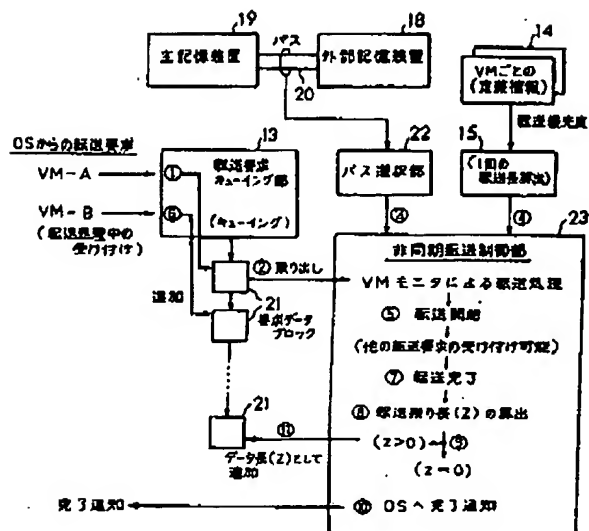 19
主記憶装置
パス
20
18
外部記憶装置
14
VMごとの
(定義情報)
転送優先度
OSからの転送要求
VM-A
VM-B
(転送処理中の
受け付け)
13
転送要求
キューイング部
(キューイング)
①
⑥
22
パス選択部
15
(1回の
転送長算出)
③
④
23
非同期転送制御部
②取り出し
VMモニタによる転送処理
追加
21
要求データ
ブロック
⑤ 転送開始
(他の転送要求の受け付け可能)
⑦ 転送完了
⑧ 転送残り長(Z)の算出
21
⑪
(Z>0)
⑨
データ長(Z)として
追加
(Z=0)
完了通知
⑩ OSへ完了通知